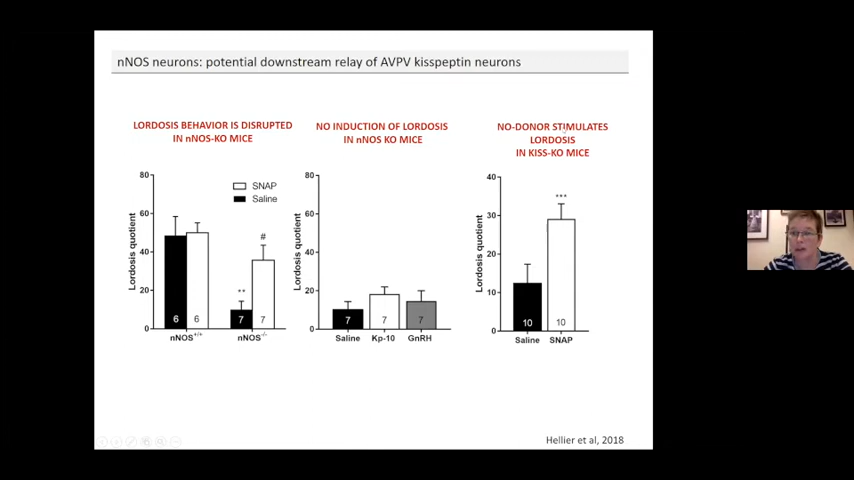 nNOS neurons: potential downstream relay of AVPV kisspeptin neurons
LORDOSIS BEHAVIOR IS DISRUPTED
IN nNOS-KO MICE
80
60
40
20
0
Lordosis quotient
SNAP
Saline
**
#
6
6
7
7
nNOS+/+
nNOS-/-
NO INDUCTION OF LORDOSIS
IN nNOS KO MICE
80
60
40
20
0
Lordosis quotient
7
7
7
Saline
Kp-10
GnRH
NO-DONOR STIMULATES
LORDOSIS
IN KISS-KO MICE
40
30
20
10
0
Lordosis quotient
***
10
10
Saline
SNAP
Hellier et al, 2018